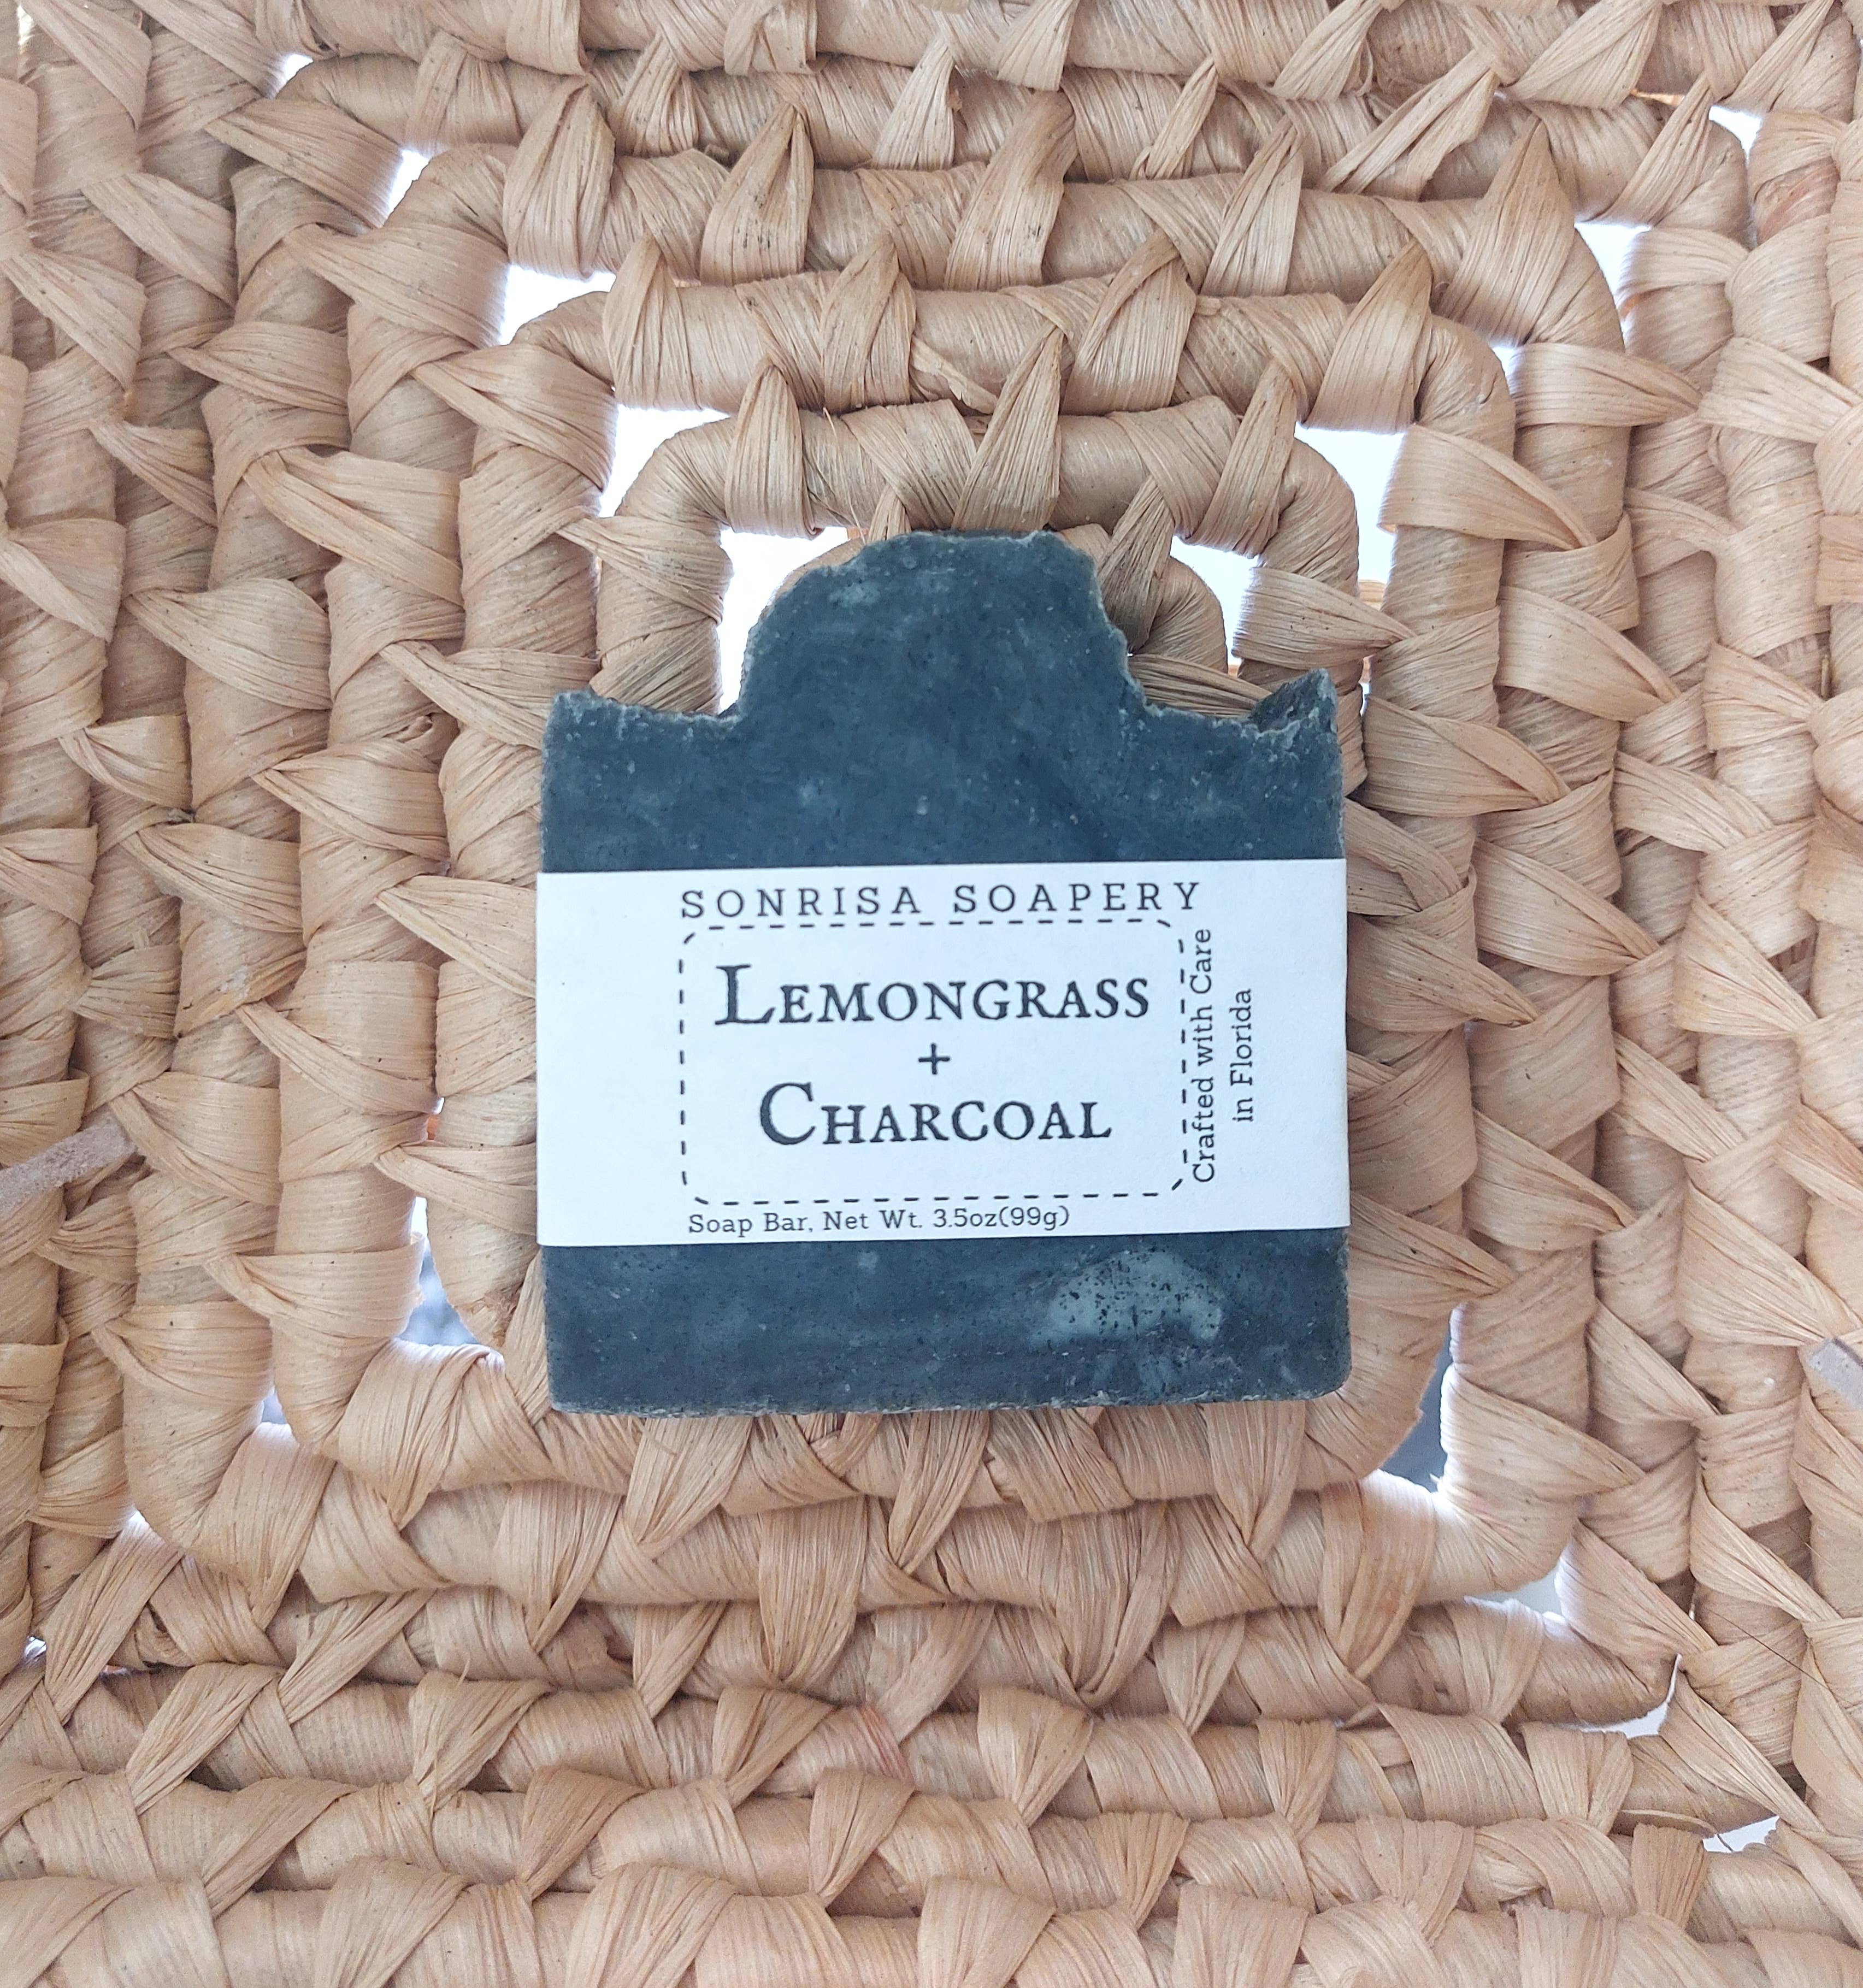 SONRISA SOAPERY
LEMONGRASS
+
CHARCOAL
Crafted with Care
in Florida
Soap Bar, Net Wt. 3.5oz(99g)